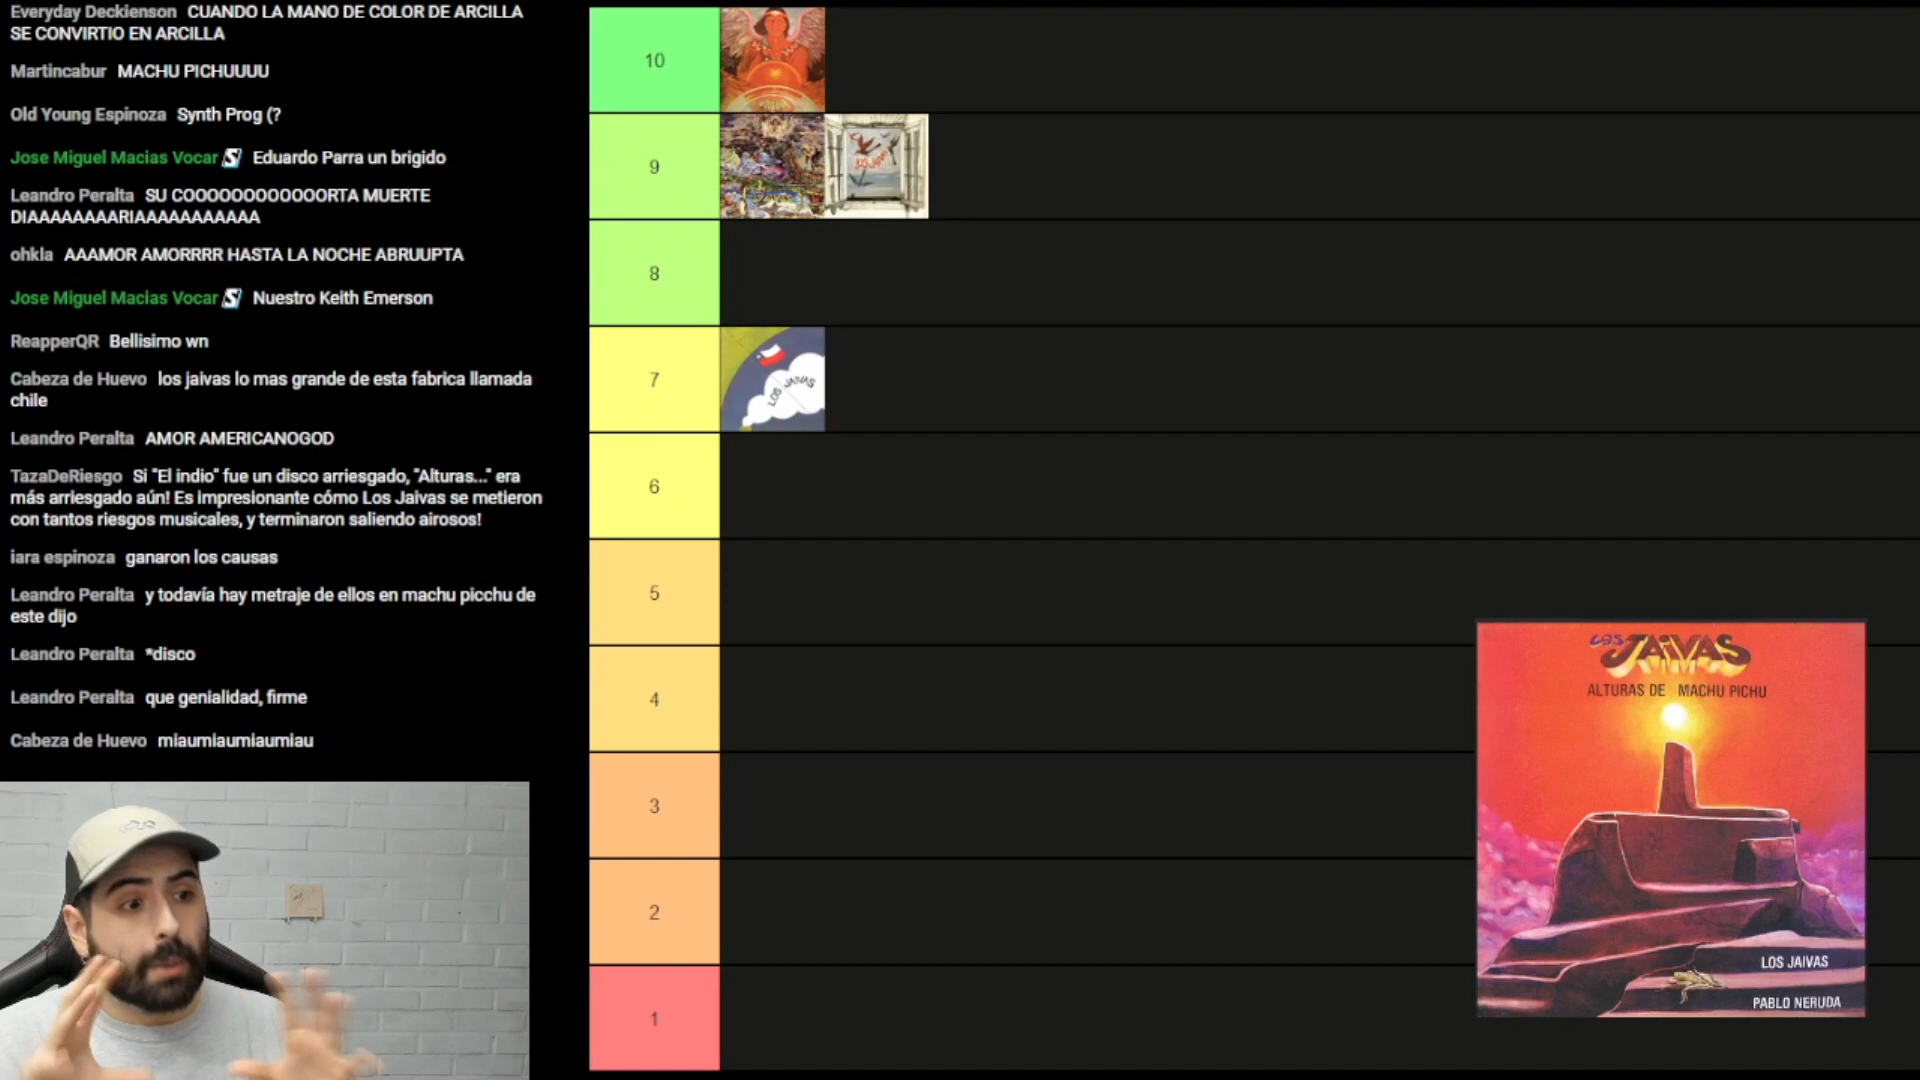 Everyday Deckienson CUANDO LA MANO DE COLOR DE ARCILLA
SE CONVIRTIO EN ARCILLA
Martincabur MACHU PICHUUUU
Old Young Espinoza Synth Prog (?
Jose Miguel Macias Vocar Eduardo Parra un brigido
Leandro Peralta SU COOOOOOOOOOOORTA MUERTE
DIAAAAAAAARIAAAAAAAAAAA
ohkla AAAMOR AMORRRR HASTA LA NOCHE ABRUUPTA
Jose Miguel Macias Vocar Nuestro Keith Emerson
ReapperQR Bellisimo wn
Cabeza de Huevo los jaivas lo mas grande de esta fabrica llamada
chile
Leandro Peralta AMOR AMERICANOGOD
TazaDeRiesgo Si "El indio" fue un disco arriesgado, "Alturas..." era
más arriesgado aún! Es impresionante cómo Los Jaivas se metieron
con tantos riesgos musicales, y terminaron saliendo airosos!
iara espinoza ganaron los causas
Leandro Peralta y todavía hay metraje de ellos en machu picchu de
este dijo
Leandro Peralta *disco
Leandro Peralta que genialidad, firme
Cabeza de Huevo miaumiaumiaumiau
10
9
8
7
LOS JAIVAS
6
5
4
3
2
1
LOS JAIVAS
ALTURAS DE MACHU PICHU
LOS JAIVAS
PABLO NERUDA